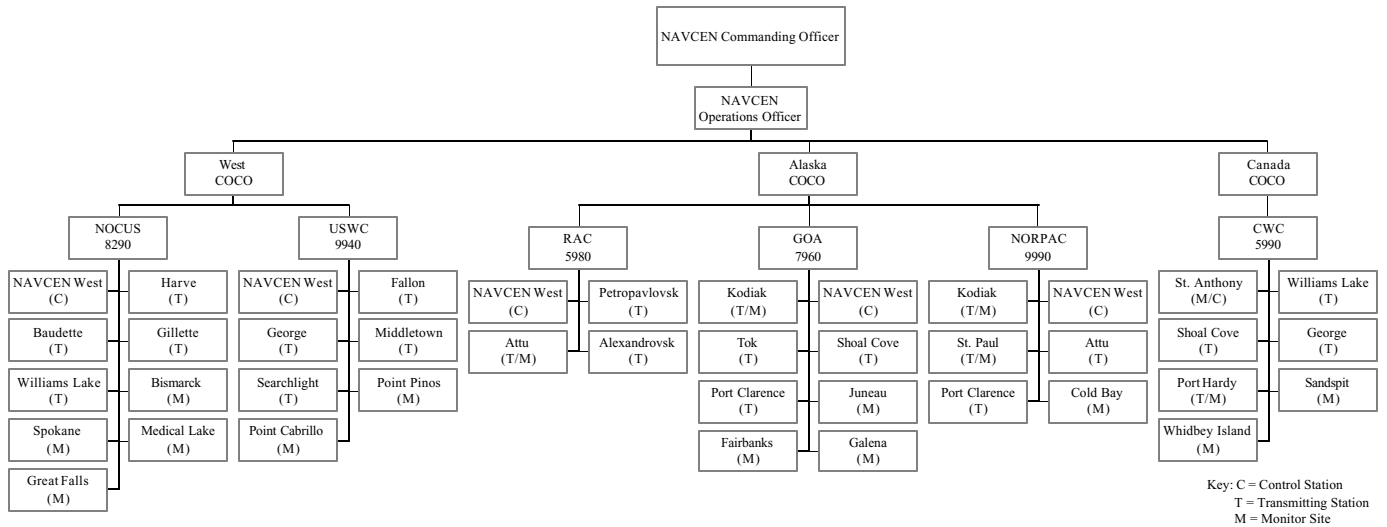 NAVCEN Commanding Officer
NAVCEN
Operations Officer
West
COCO
Alaska
COCO
Canada
COCO
NOCUS
8290
NAVCEN West
(C)
Harve
(T)
Baudette
(T)
Gillette
(T)
Williams Lake
(T)
Bismarck
(M)
Spokane
(M)
Medical Lake
(M)
Great Falls
(M)
USWC
9940
NAVCEN West
(C)
Fallon
(T)
George
(T)
Middletown
(T)
Searchlight
(T)
Point Pinos
(M)
Point Cabrillo
(M)
RAC
5980
NAVCEN West
(C)
Petropavlovsk
(T)
Attu
(T/M)
Alexandrovsk
(T)
GOA
7960
Kodiak
(T/M)
NAVCEN West
(C)
Tok
(T)
Shoal Cove
(T)
Port Clarence
(T)
Juneau
(M)
Fairbanks
(M)
Galena
(M)
NORPAC
9990
Kodiak
(T/M)
NAVCEN West
(C)
St. Paul
(T/M)
Attu
(T)
Port Clarence
(T)
Cold Bay
(M)
CWC
5990
St. Anthony
(M/C)
Williams Lake
(T)
Shoal Cove
(T)
George
(T)
Port Hardy
(T/M)
Sandspit
(M)
Whidbey Island
(M)
Key: C = Control Station
T = Transmitting Station
M = Monitor Site